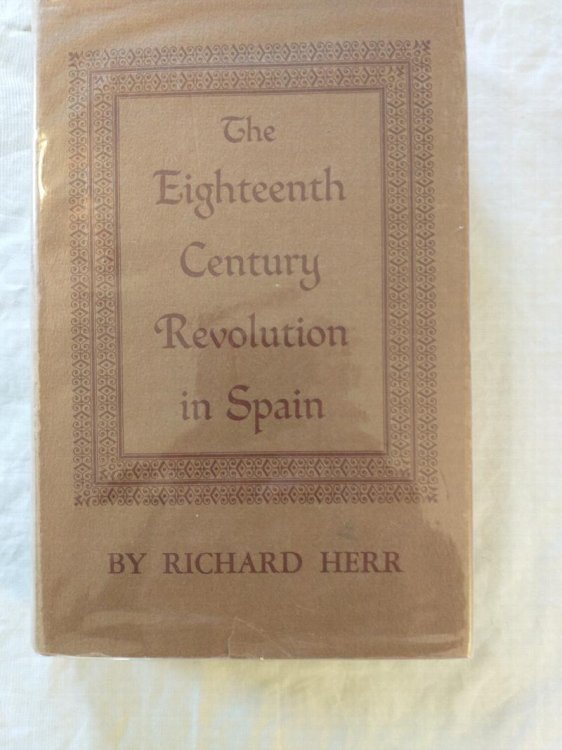 The
Eighteenth
Century
Revolution
in Spain
BY RICHARD HERR